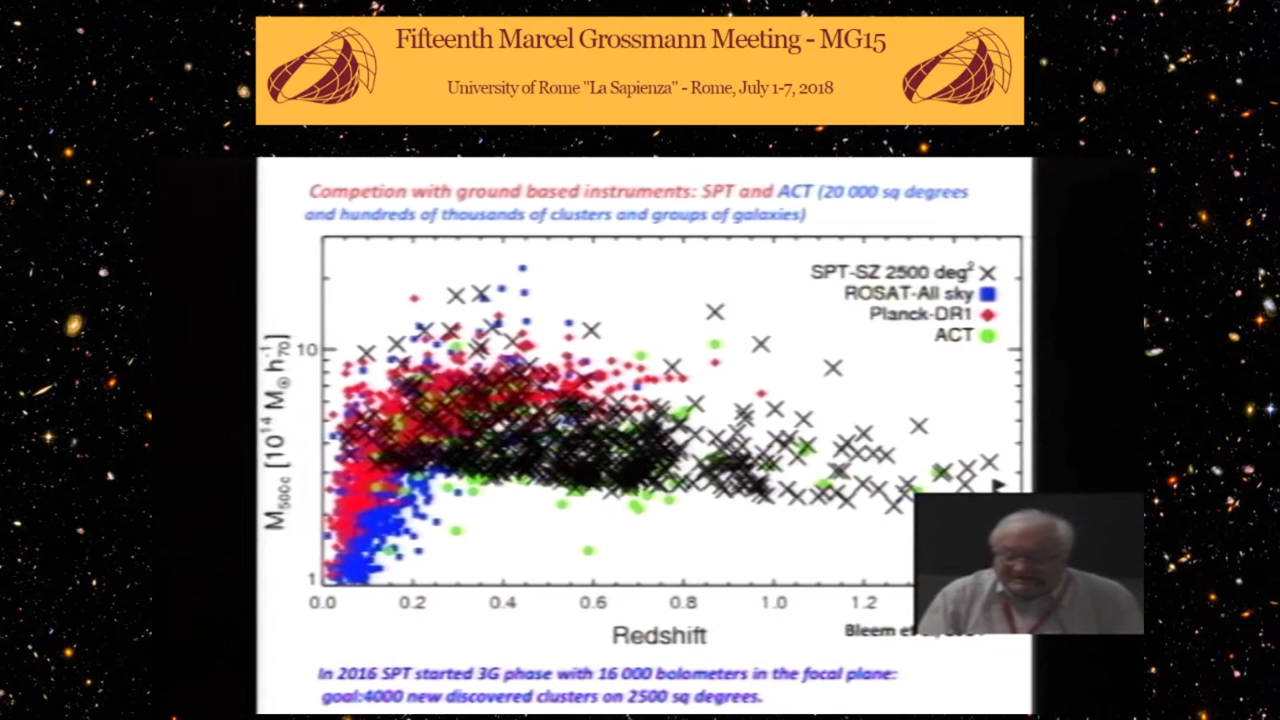 Fifteenth Marcel Grossmann Meeting - MG15
University of Rome "La Sapienza" - Rome, July 1-7, 2018
Competion with ground based instruments: SPT and ACT (20 000 sq degrees
and hundreds of thousands of clusters and groups of galaxies)
SPT-SZ 2500 deg²
ROSAT-All sky
Planck-DR1
ACT
10
M500c [10¹⁴ M☉ h⁻¹70]
1
0.0 0.2 0.4 0.6 0.8 1.0 1.2
Redshift
Bleem
In 2016 SPT started 3G phase with 16 000 bolometers in the focal plane:
goal:4000 new discovered clusters on 2500 sq degrees.